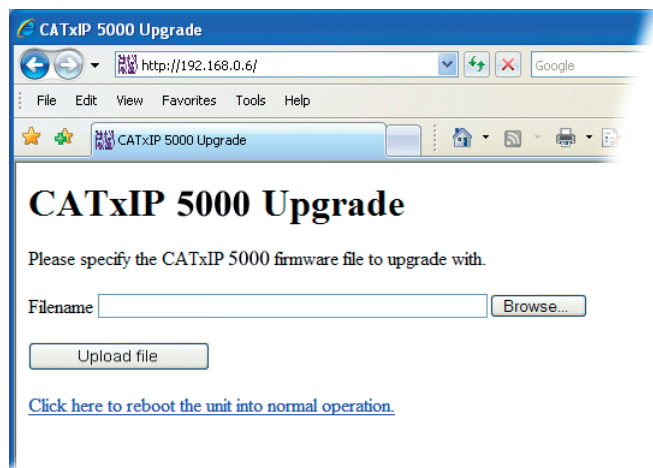 CATxIP 5000 Upgrade
http://192.168.0.6/
Google
File Edit View Favorites Tools Help
CATxIP 5000 Upgrade
CATxIP 5000 Upgrade
Please specify the CATxIP 5000 firmware file to upgrade with.
Filename Browse...
Upload file
Click here to reboot the unit into normal operation.